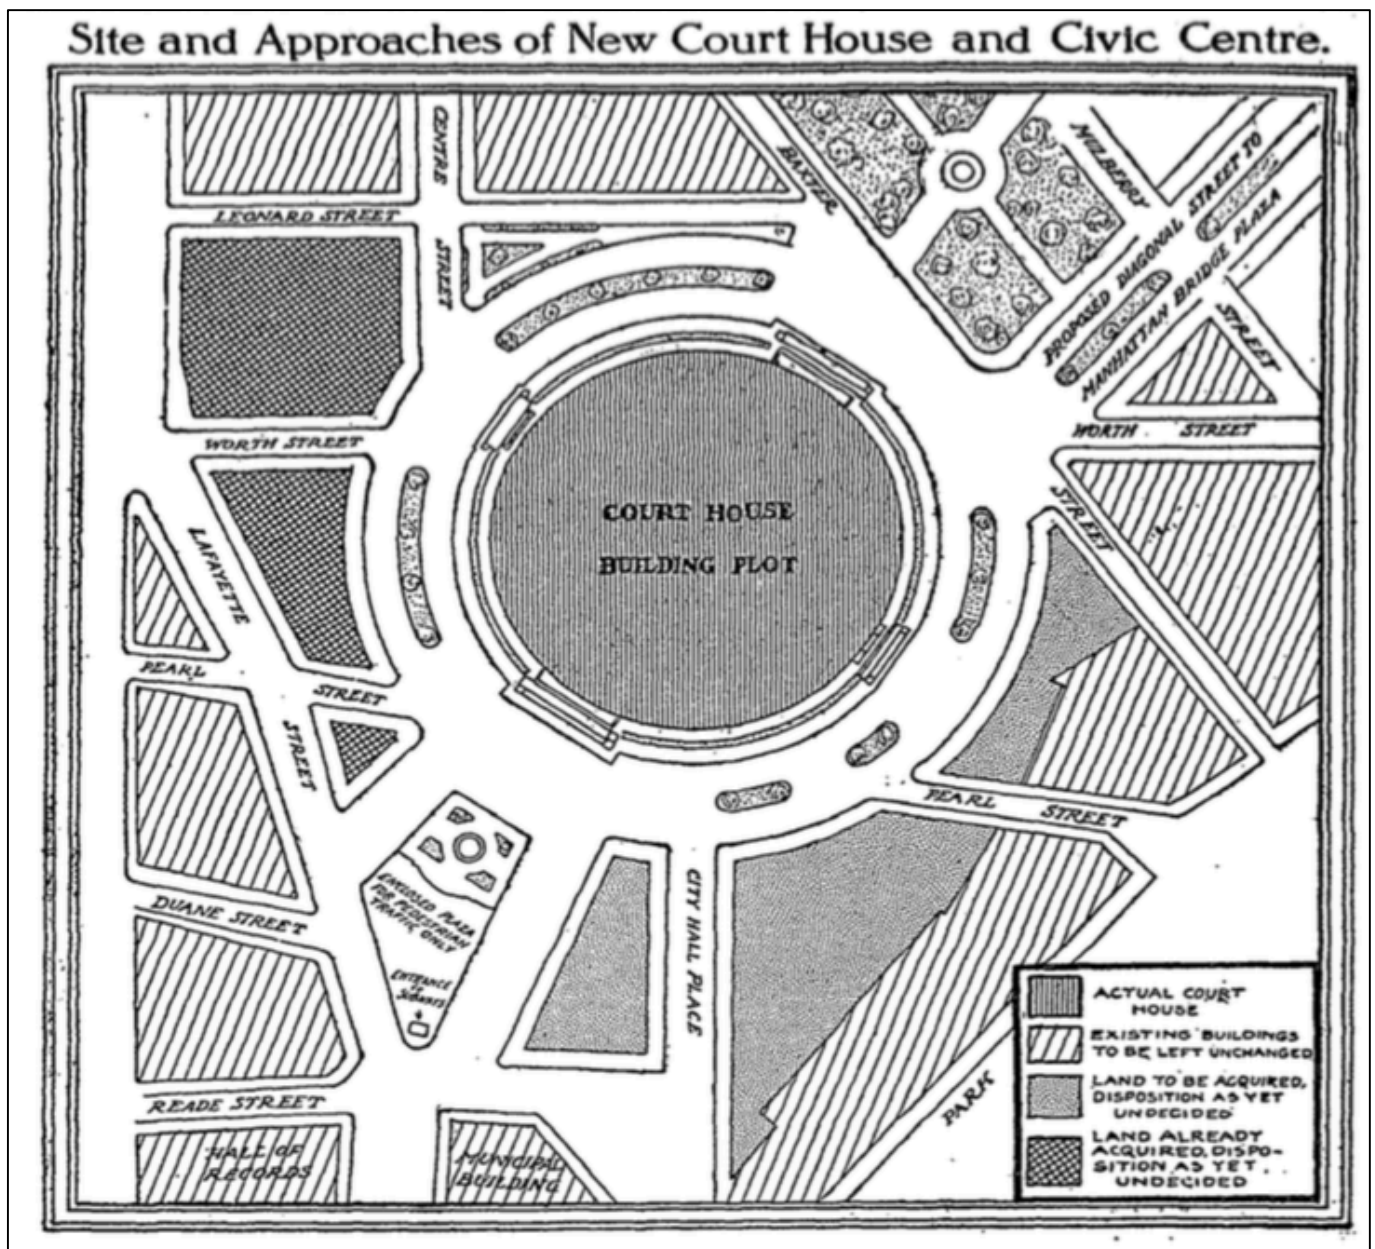 Site and Approaches of New Court House and Civic Centre.
CENTRE
STREET
LEONARD STREET
BAXTER
MULBERRY
PROPOSED DIAGONAL STREET TO
MANHATTAN BRIDGE PLAZA
STREET
WORTH STREET
WORTH STREET
STREET
COURT HOUSE
BUILDING PLOT
LAFAYETTE
STREET
PEARL
STREET
PEARL STREET
DUANE STREET
ENCLOSED PLAZA
FOR PEDESTRIAN
TRAFFIC ONLY
ENTRANCE
TO
SUBWAYS
CITY HALL PLACE
PARK
READE STREET
HALL OF
RECORDS
MUNICIPAL
BUILDING
ACTUAL COURT
HOUSE
EXISTING BUILDINGS
TO BE LEFT UNCHANGED
LAND TO BE ACQUIRED,
DISPOSITION AS YET
UNDECIDED
LAND ALREADY
ACQUIRED, DISPO-
SITION AS YET
UNDECIDED